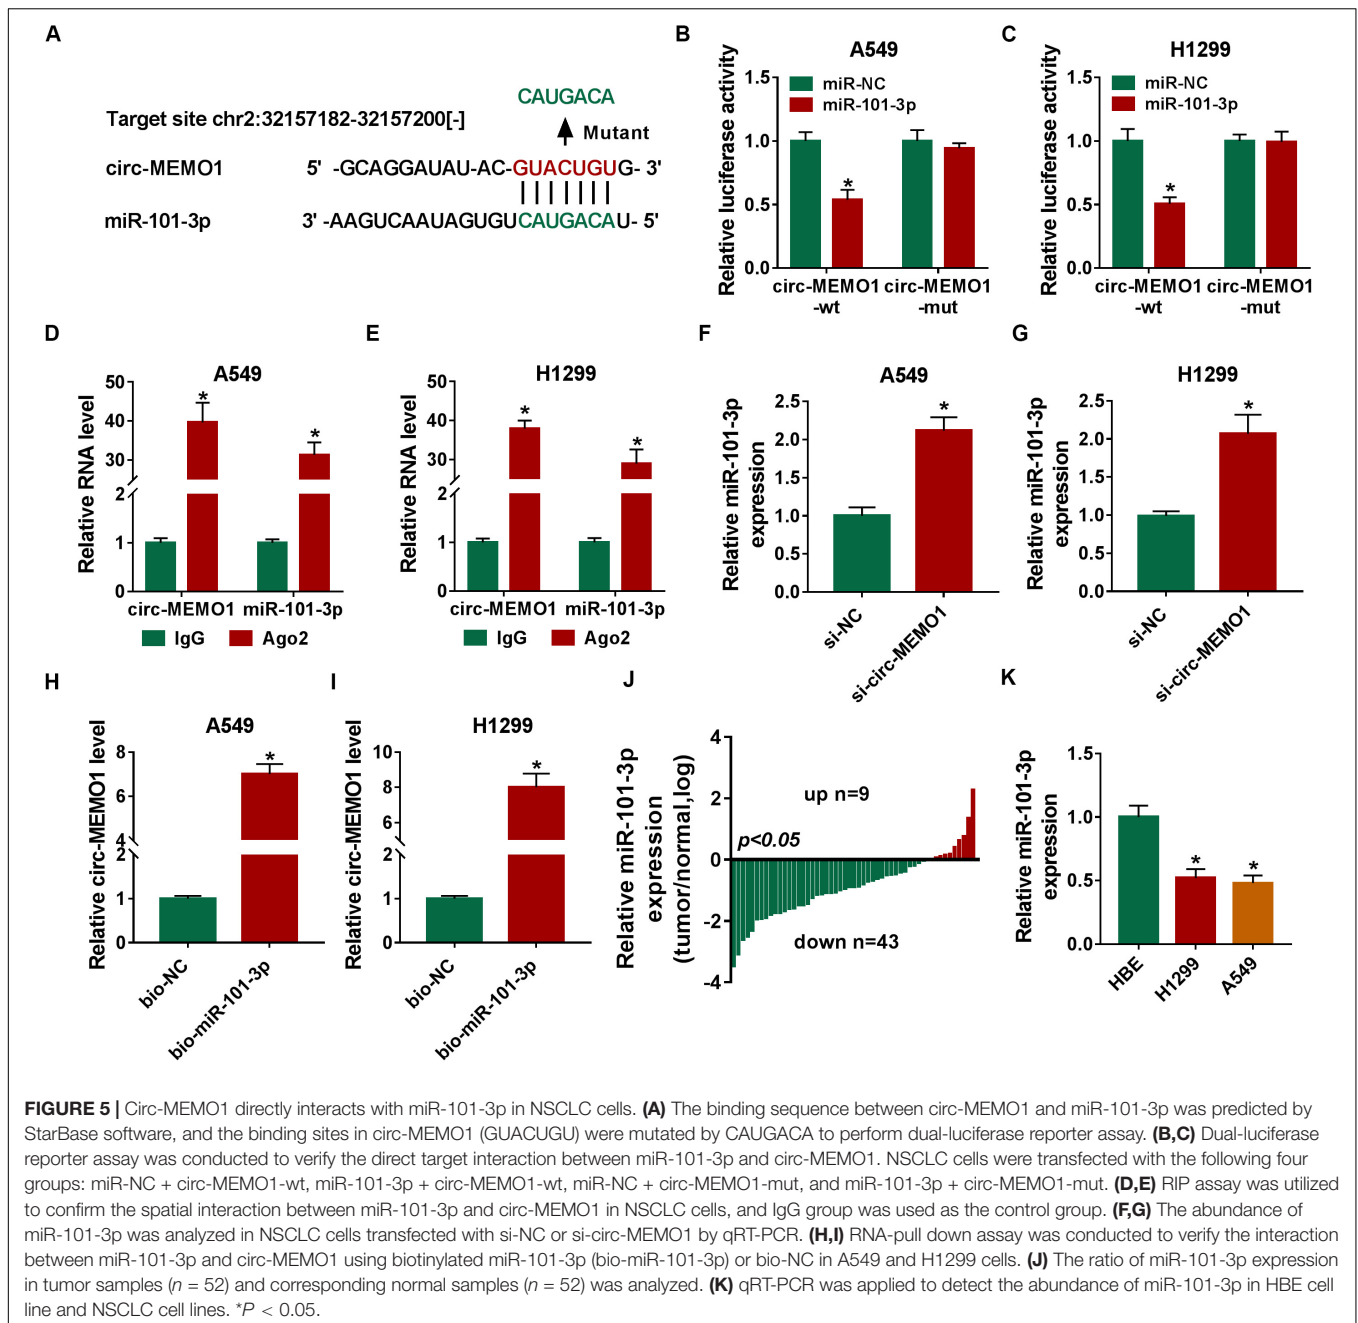 A
CAUGACA
Target site chr2:32157182-32157200[-]
Mutant
circ-MEMO1 5' -GCAGGAUAU-AC-GUACUGUG- 3'
miR-101-3p 3' -AAGUCAAUAGUGUCAUGACAU- 5'
B
A549
Relative luciferase activity
1.5
1.0
0.5
0.0
miR-NC
miR-101-3p
*
circ-MEMO1 circ-MEMO1
-wt -mut
C
H1299
Relative luciferase activity
1.5
1.0
0.5
0.0
miR-NC
miR-101-3p
*
circ-MEMO1 circ-MEMO1
-wt -mut
D
A549
Relative RNA level
50
40
30
2
1
0
* *
circ-MEMO1 miR-101-3p
IgG Ago2
E
H1299
Relative RNA level
50
40
30
2
1
0
* *
circ-MEMO1 miR-101-3p
IgG Ago2
F
A549
Relative miR-101-3p
expression
2.5
2.0
1.5
1.0
0.5
0.0
*
si-NC
si-circ-MEMO1
G
H1299
Relative miR-101-3p
expression
2.5
2.0
1.5
1.0
0.5
0.0
*
si-NC
si-circ-MEMO1
H
A549
Relative circ-MEMO1 level
8
6
4
2
1
0
*
bio-NC
bio-miR-101-3p
I
H1299
Relative circ-MEMO1 level
10
8
6
2
1
0
*
bio-NC
bio-miR-101-3p
J
Relative miR-101-3p
expression
(tumor/normal,log)
4
2
0
-2
-4
up n=9
p<0.05
down n=43
K
Relative miR-101-3p
expression
1.5
1.0
0.5
0.0
* *
HBE
H1299
A549
FIGURE 5 | Circ-MEMO1 directly interacts with miR-101-3p in NSCLC cells. (A) The binding sequence between circ-MEMO1 and miR-101-3p was predicted by
StarBase software, and the binding sites in circ-MEMO1 (GUACUGU) were mutated by CAUGACA to perform dual-luciferase reporter assay. (B,C) Dual-luciferase
reporter assay was conducted to verify the direct target interaction between miR-101-3p and circ-MEMO1. NSCLC cells were transfected with the following four
groups: miR-NC + circ-MEMO1-wt, miR-101-3p + circ-MEMO1-wt, miR-NC + circ-MEMO1-mut, and miR-101-3p + circ-MEMO1-mut. (D,E) RIP assay was utilized
to confirm the spatial interaction between miR-101-3p and circ-MEMO1 in NSCLC cells, and IgG group was used as the control group. (F,G) The abundance of
miR-101-3p was analyzed in NSCLC cells transfected with si-NC or si-circ-MEMO1 by qRT-PCR. (H,I) RNA-pull down assay was conducted to verify the interaction
between miR-101-3p and circ-MEMO1 using biotinylated miR-101-3p (bio-miR-101-3p) or bio-NC in A549 and H1299 cells. (J) The ratio of miR-101-3p expression
in tumor samples (n = 52) and corresponding normal samples (n = 52) was analyzed. (K) qRT-PCR was applied to detect the abundance of miR-101-3p in HBE cell
line and NSCLC cell lines. *P < 0.05.